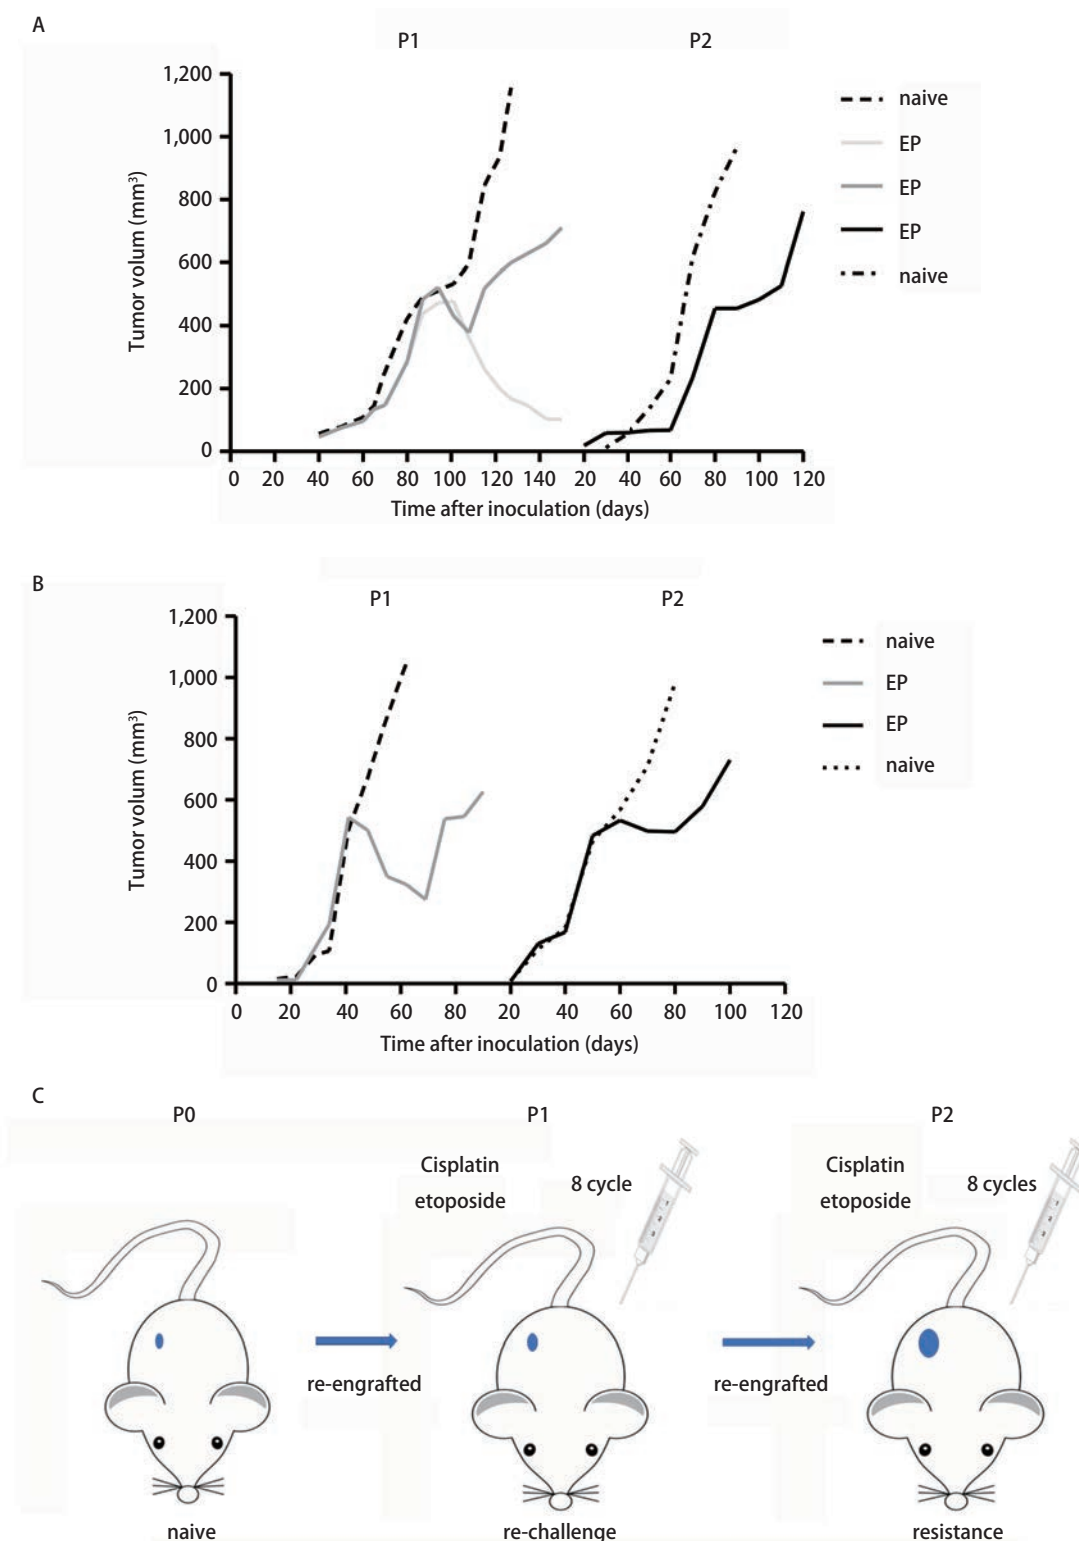 A
P1 P2
1,200
1,000
800
600
400
200
0
Tumor volum (mm³)
0 20 40 60 80 100 120 140 20 40 60 80 100 120
Time after inoculation (days)
naive
EP
EP
EP
naive
B
P1 P2
1,200
1,000
800
600
400
200
0
Tumor volum (mm³)
0 20 40 60 80 20 40 60 80 100 120
Time after inoculation (days)
naive
EP
EP
naive
C
P0 P1 P2
Cisplatin
etoposide
8 cycle
Cisplatin
etoposide
8 cycles
re-engrafted
re-engrafted
naive re-challenge resistance